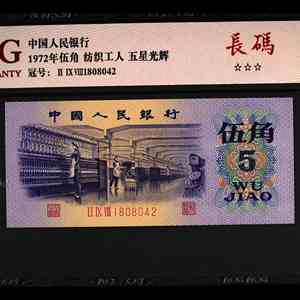 G
ANTY
中国人民银行
1972年伍角 纺织工人 五星光辉
冠号: II IX VIII 1808042
長碼
☆☆☆
中國人民銀行
伍角
5
WU
JIAO
II IX VIII 1808042